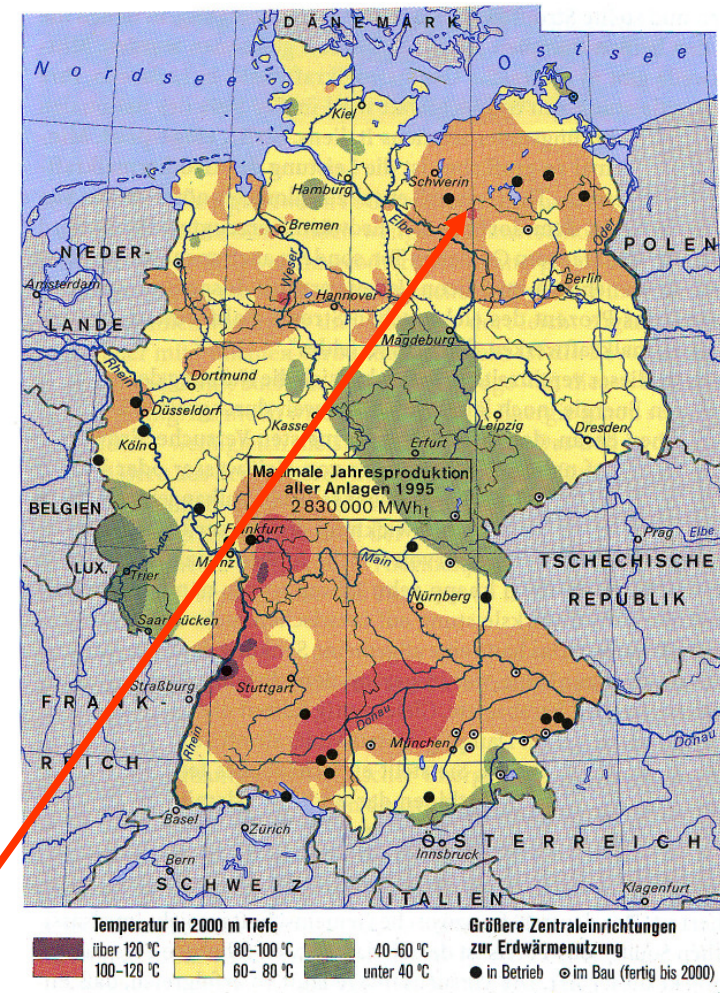 DÄNEMARK
Nordsee
Ostsee
Kiel
Schwerin
Hamburg
Elbe
Bremen
NIEDER-
POLEN
Weser
Oder
Amsterdam
Hannover
Berlin
LANDE
Magdeburg
Rhein
Dortmund
Düsseldorf
Kassel
Leipzig
Dresden
Köln
Erfurt
Maximale Jahresproduktion
aller Anlagen 1995
2830000 MWht
BELGIEN
Frankfurt
Prag
Elbe
LUX.
Mainz
Main
TSCHECHISCHE
Trier
Nürnberg
REPUBLIK
Saarbrücken
Straßburg
Stuttgart
FRANK-
Donau
München
Donau
REICH
Rhein
Basel
Zürich
ÖSTERREICH
Innsbruck
Bern
SCHWEIZ
ITALIEN
Klagenfurt
Temperatur in 2000 m Tiefe
über 120 °C
80–100 °C
40–60 °C
100–120 °C
60–80 °C
unter 40 °C
Größere Zentraleinrichtungen
zur Erdwärmenutzung
in Betrieb
im Bau (fertig bis 2000)